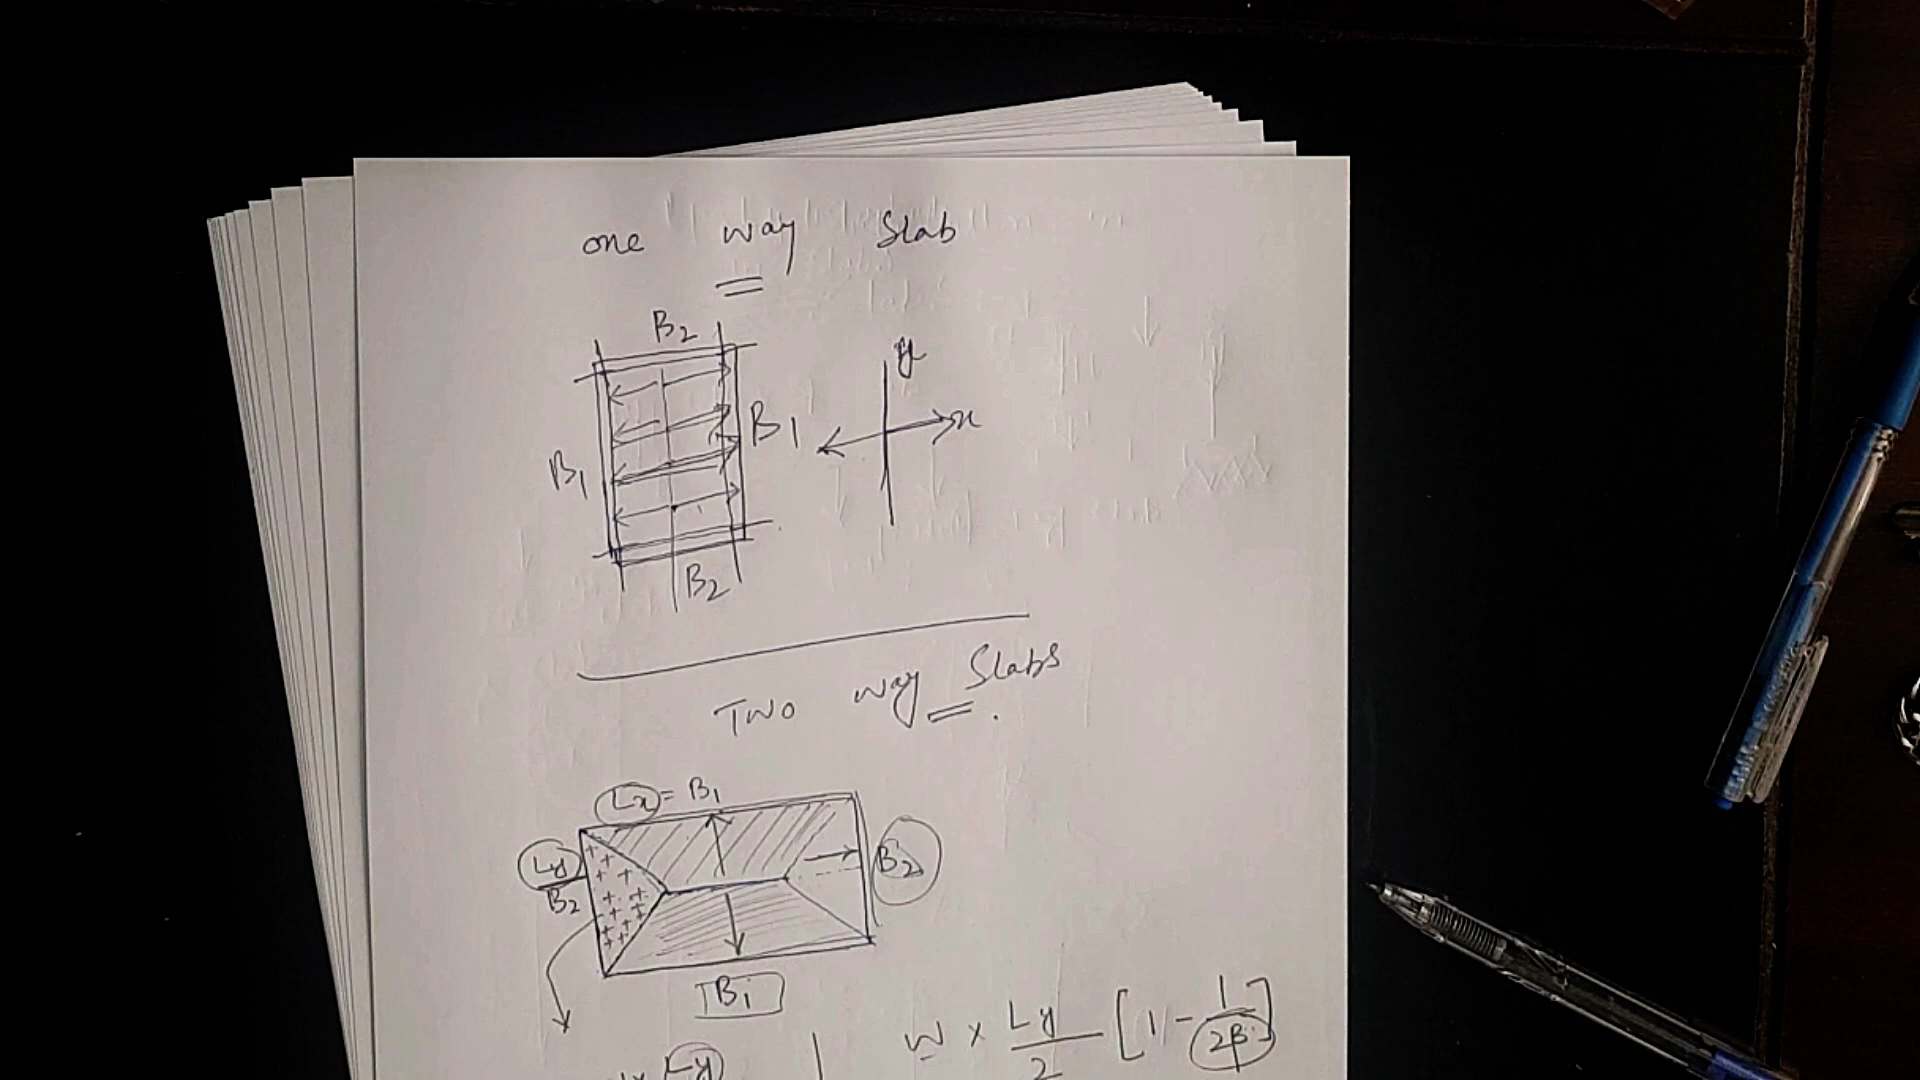 one way Slab
B2
y
x
B1
B1
B2
Two way Slabs.
Lx = B1
Ly
B2
B2
B1
w x Ly/2 [1 - 1/2β]
Ly